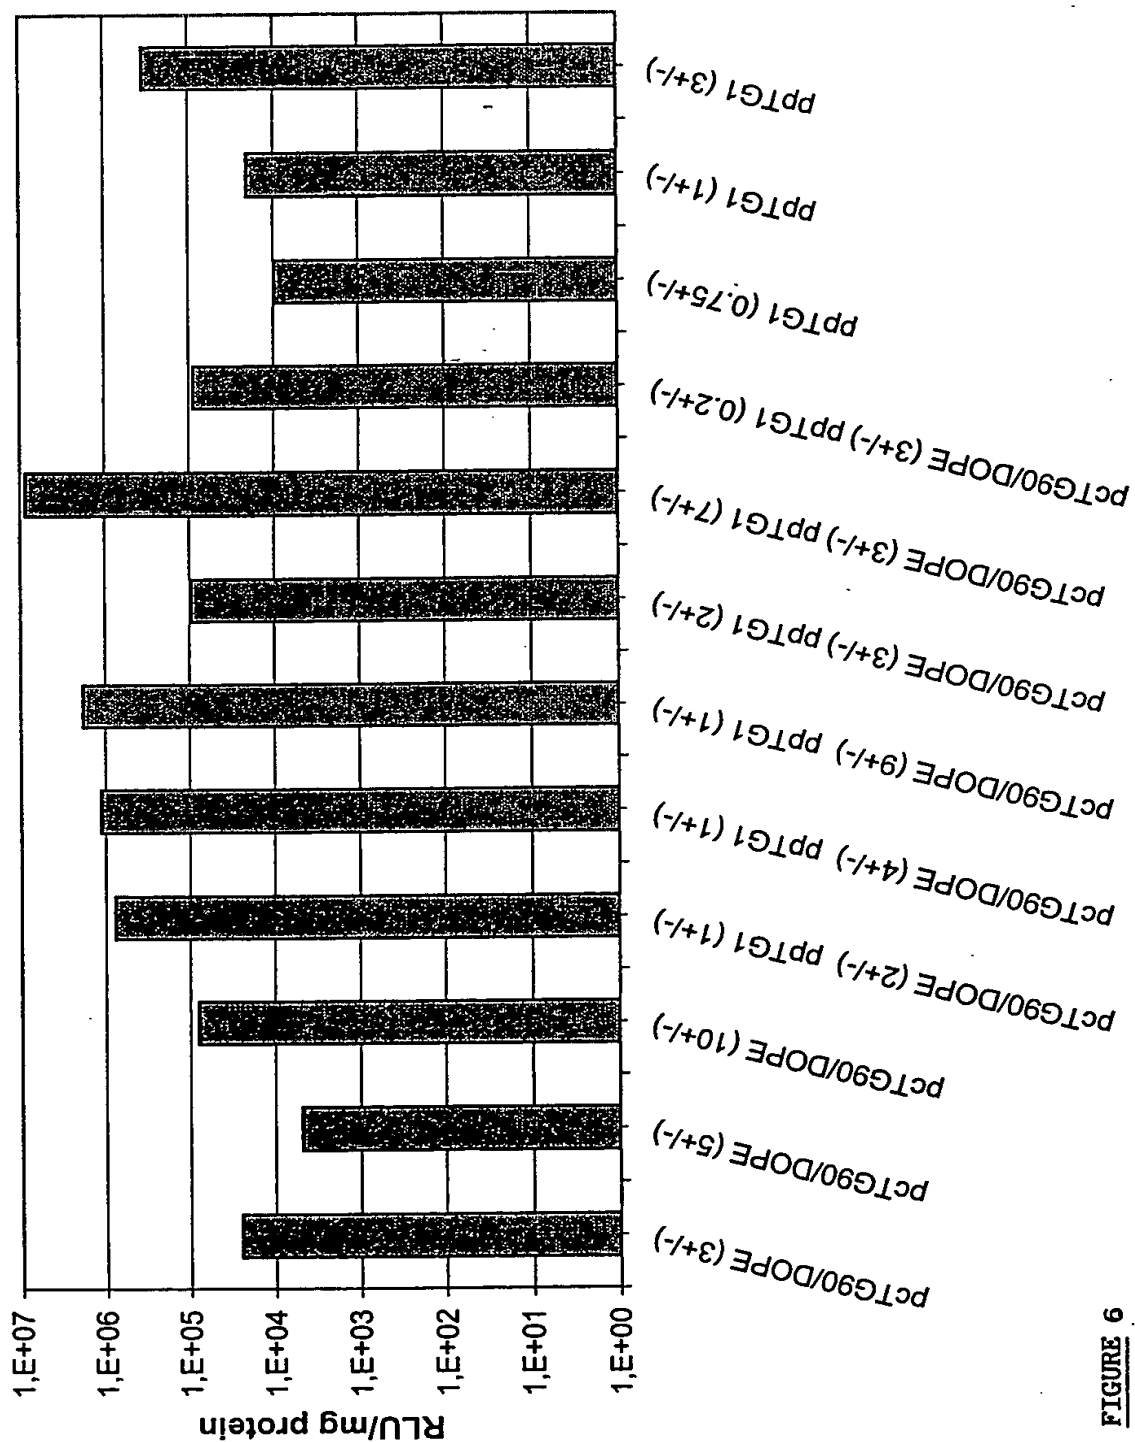 RLU/mg protein
1,E+07
1,E+06
1,E+05
1,E+04
1,E+03
1,E+02
1,E+01
1,E+00
pcTG90/DOPE (3+/-)
pcTG90/DOPE (5+/-)
pcTG90/DOPE (10+/-)
pcTG90/DOPE (2+/-) ppTG1 (1+/-)
pcTG90/DOPE (4+/-) ppTG1 (1+/-)
pcTG90/DOPE (9+/-) ppTG1 (1+/-)
pcTG90/DOPE (3+/-) ppTG1 (2+/-)
pcTG90/DOPE (3+/-) ppTG1 (7+/-)
pcTG90/DOPE (3+/-) ppTG1 (0.2+/-)
ppTG1 (0.75+/-)
ppTG1 (1+/-)
ppTG1 (3+/-)
FIGURE 6